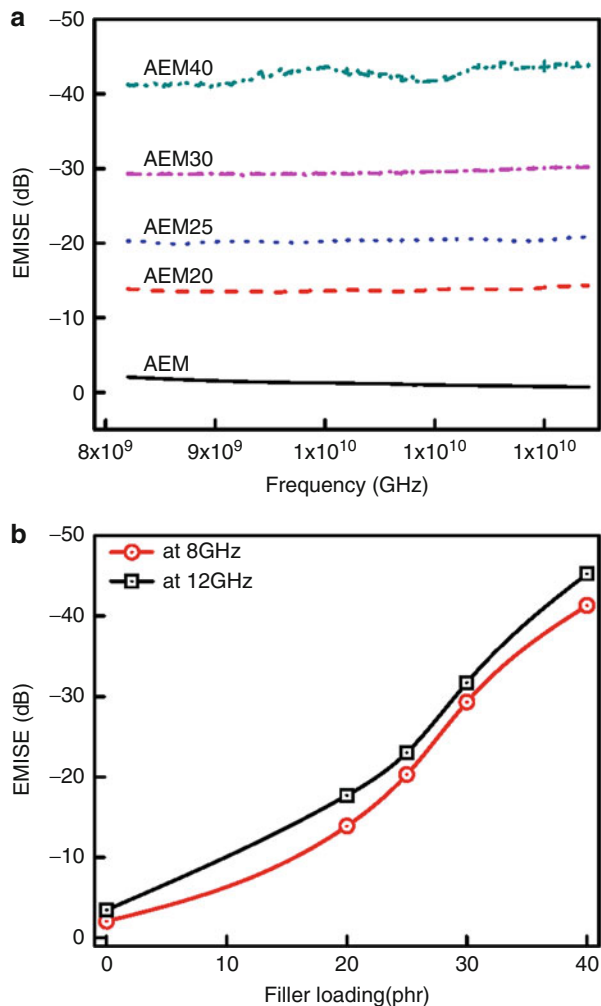 a
−50
−40
−30
−20
−10
0
EMISE (dB)
AEM40
AEM30
AEM25
AEM20
AEM
8x10⁹ 9x10⁹ 1x10¹⁰ 1x10¹⁰ 1x10¹⁰
Frequency (GHz)
b
−50
−40
−30
−20
−10
0
EMISE (dB)
at 8GHz
at 12GHz
0 10 20 30 40
Filler loading(phr)